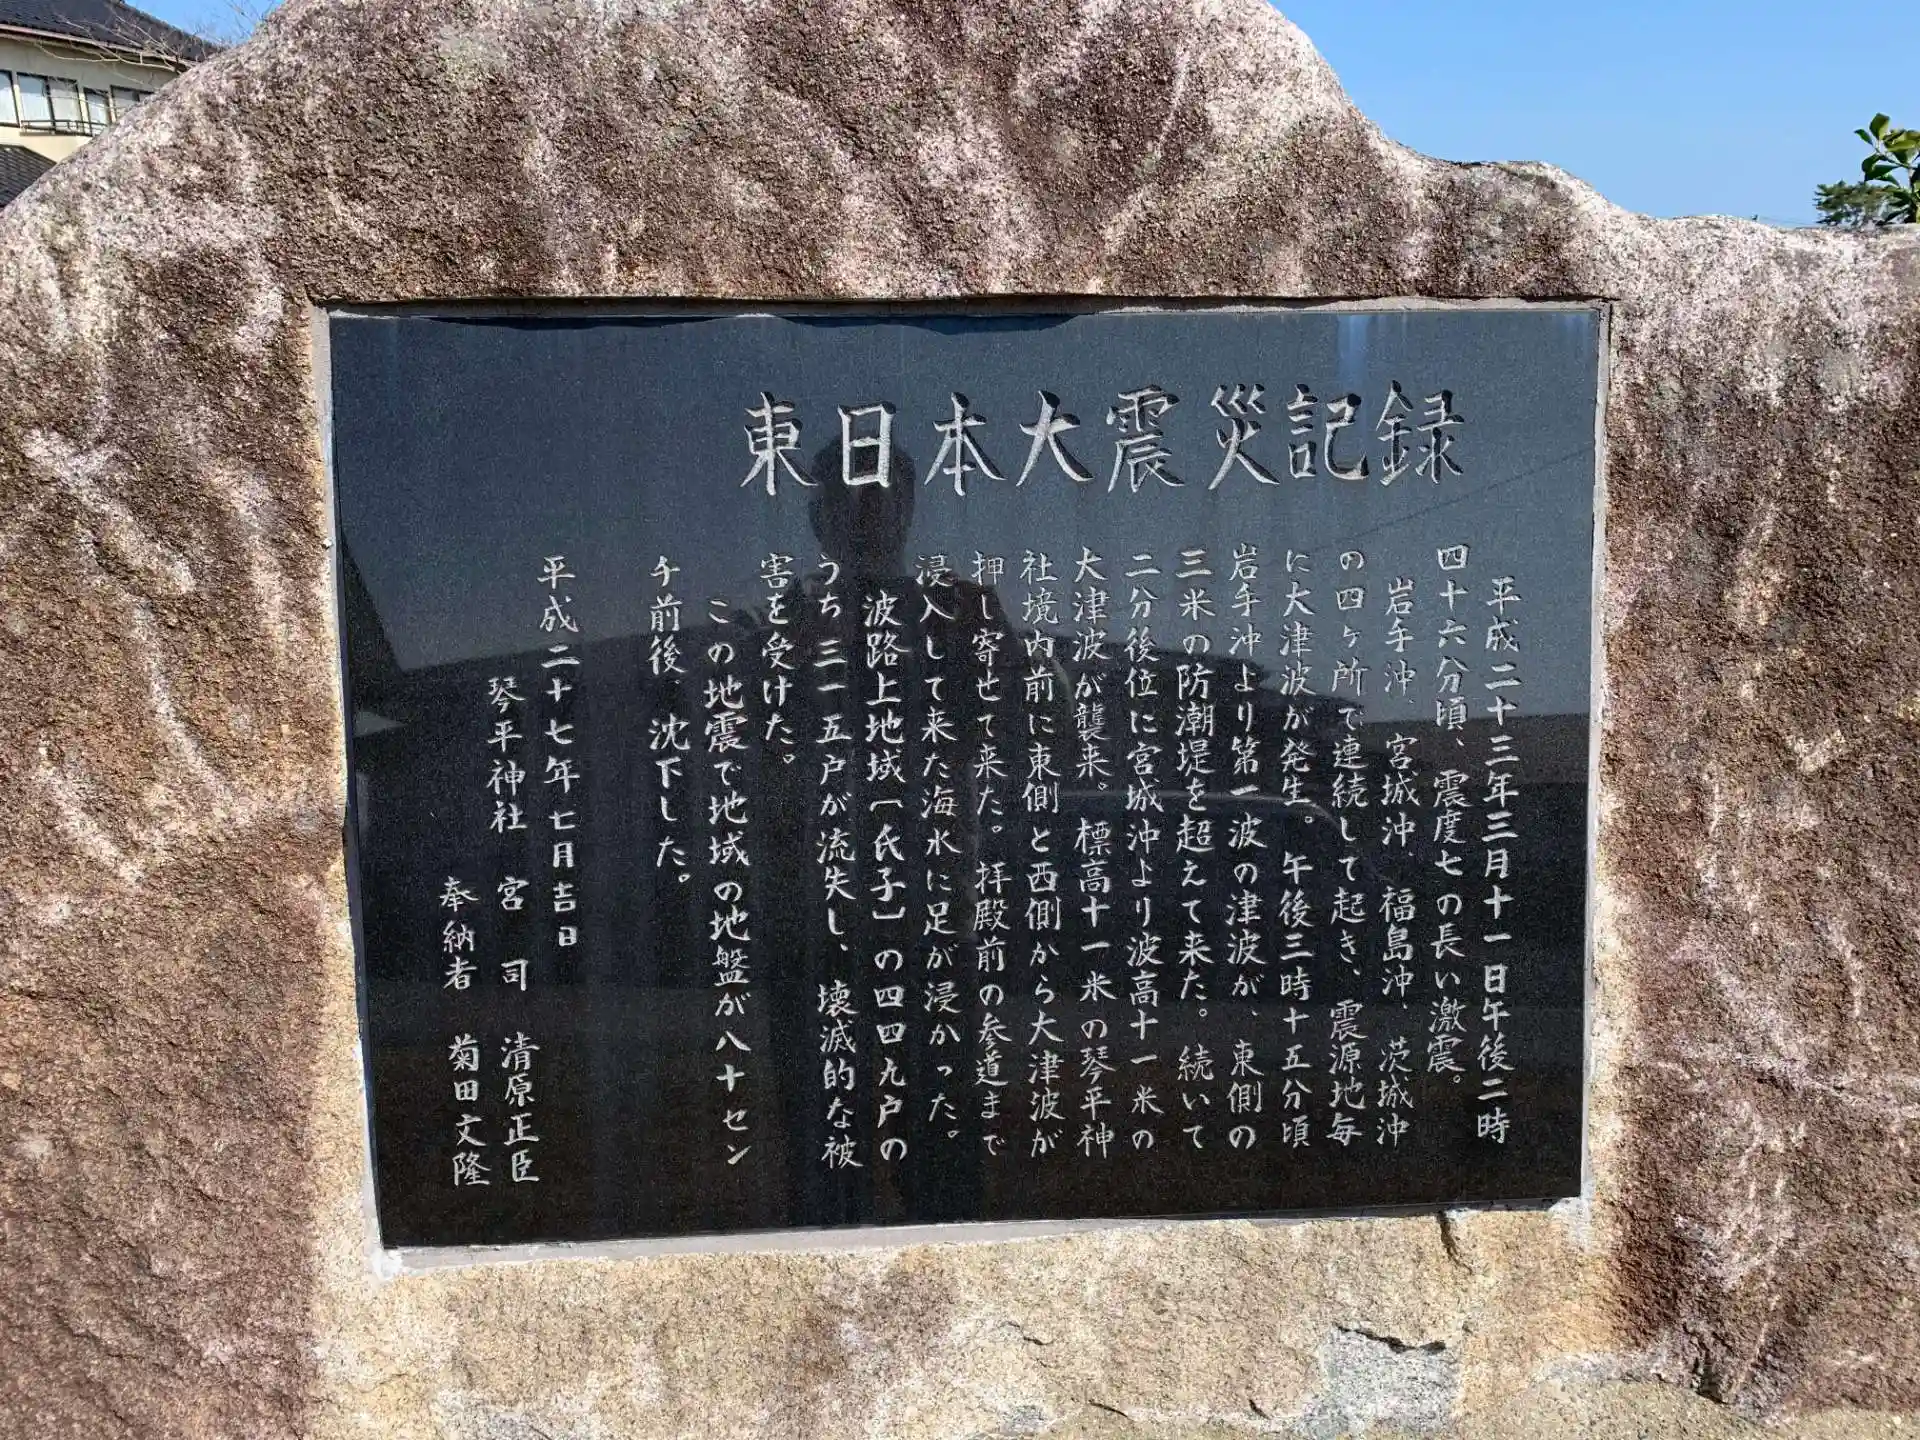 東日本大震災記録
平成二十三年三月十一日午後二時
四十六分頃、震度七の長い激震。
岩手沖、宮城沖、福島沖、茨城沖
の四ヶ所で連続して起き、震源地毎
に大津波が発生。午後三時十五分頃
岩手沖より第一波の津波が、東側の
三米の防潮堤を超えて来た。続いて
二分後位に宮城沖より波高十一米の
大津波が襲来。標高十一米の琴平神
社境内前に東側と西側から大津波が
押し寄せて来た。拝殿前の参道まで
浸入して来た海水に足が浸かった。
波路上地域〔氏子〕の四四九戸の
うち三一五戸が流失し、壊滅的な被
害を受けた。
この地震で地域の地盤が八十セン
チ前後、沈下した。
平成二十七年七月吉日
琴平神社 宮 司 清原正臣
奉納者 菊田文隆